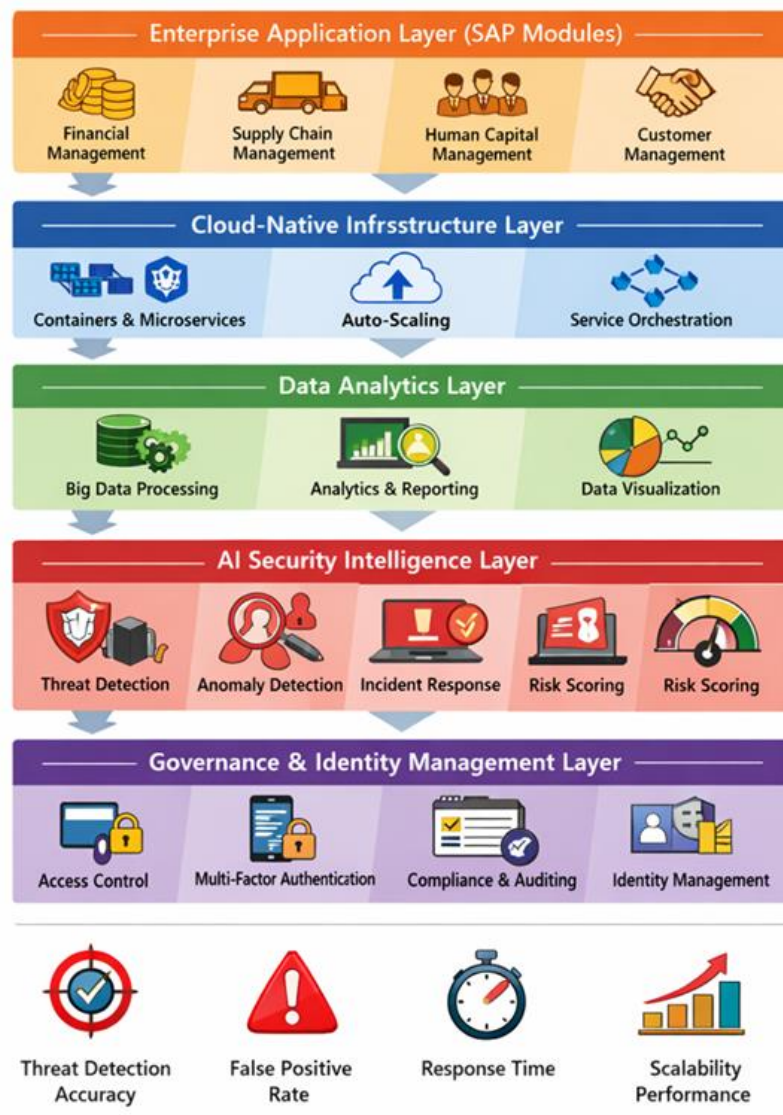 Enterprise Application Layer (SAP Modules)
Financial
Management
Supply Chain
Management
Human Capital
Management
Customer
Management
Cloud-Native Infrsstructure Layer
Containers & Microservices
Auto-Scaling
Service Orchestration
Data Analytics Layer
Big Data Processing
Analytics & Reporting
Data Visualization
AI Security Intelligence Layer
Threat Detection
Anomaly Detection
Incident Response
Risk Scoring
Risk Scoring
Governance & Identity Management Layer
Access Control
Multi-Factor Authentication
Compliance & Auditing
Identity Management
Threat Detection
Accuracy
False Positive
Rate
Response Time
Scalability
Performance